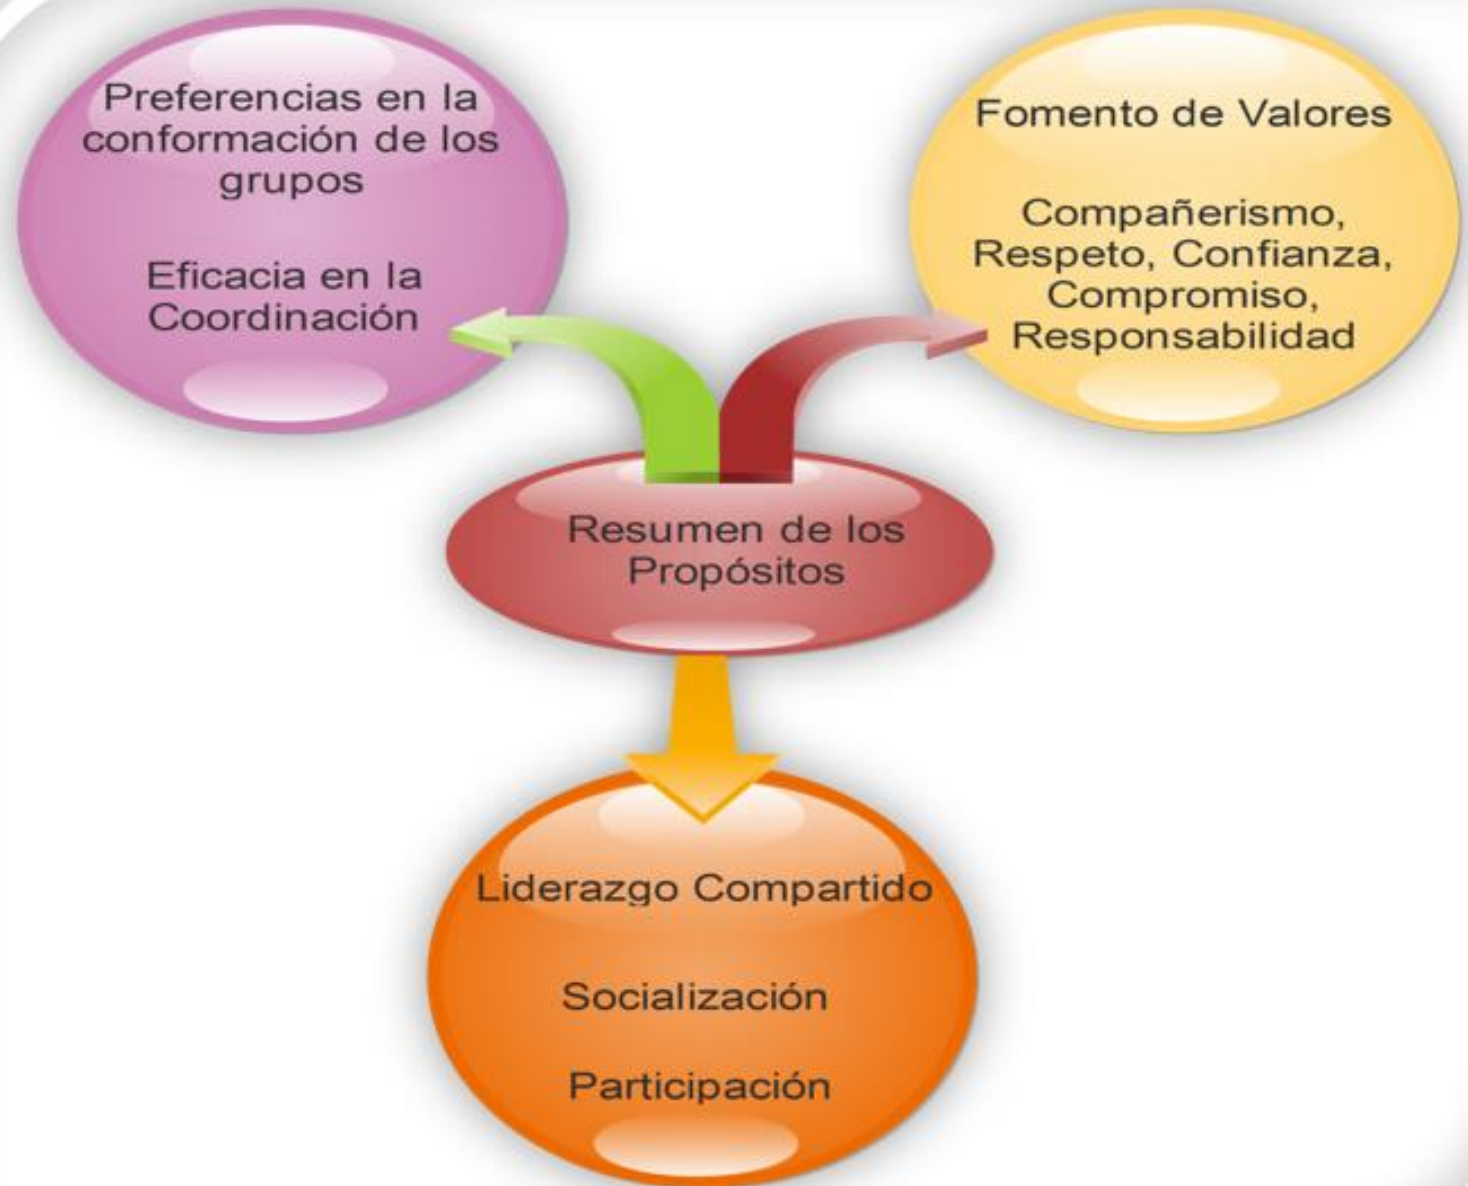 Preferencias en la
conformación de los
grupos
Eficacia en la
Coordinación
Fomento de Valores
Compañerismo,
Respeto, Confianza,
Compromiso,
Responsabilidad
Resumen de los
Propósitos
Liderazgo Compartido
Socialización
Participación